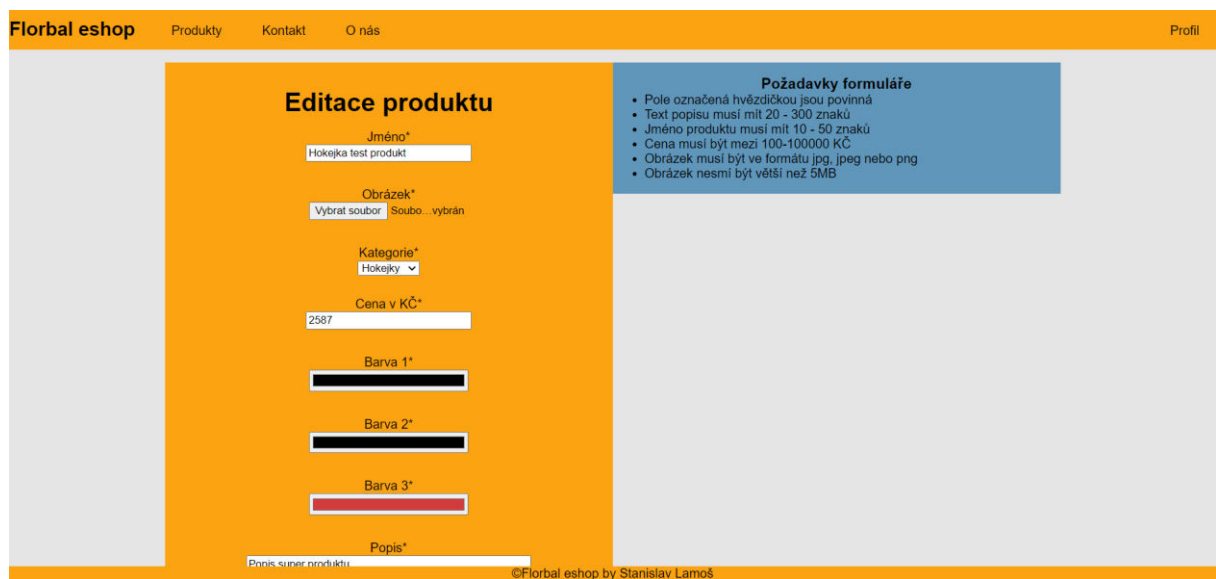 Florbal eshop Produkty Kontakt O nás Profil
Editace produktu
Jméno*
Hokejka test produkt
Obrázek*
Vybrat soubor Soubo...vybrán
Kategorie*
Hokejky
Cena v KČ*
2587
Barva 1*
Barva 2*
Barva 3*
Popis*
Popis super produktu
Požadavky formuláře
• Pole označená hvězdičkou jsou povinná
• Text popisu musí mít 20 - 300 znaků
• Jméno produktu musí mít 10 - 50 znaků
• Cena musí být mezi 100-100000 KČ
• Obrázek musí být ve formátu jpg, jpeg nebo png
• Obrázek nesmí být větší než 5MB
©Florbal eshop by Stanislav Lamoš